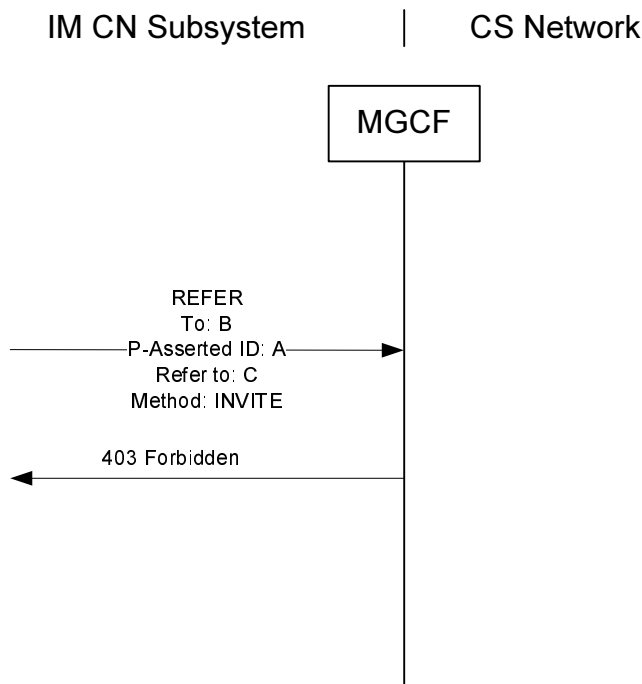 IM CN Subsystem | CS Network
MGCF
REFER
To: B
P-Asserted ID: A
Refer to: C
Method: INVITE
403 Forbidden